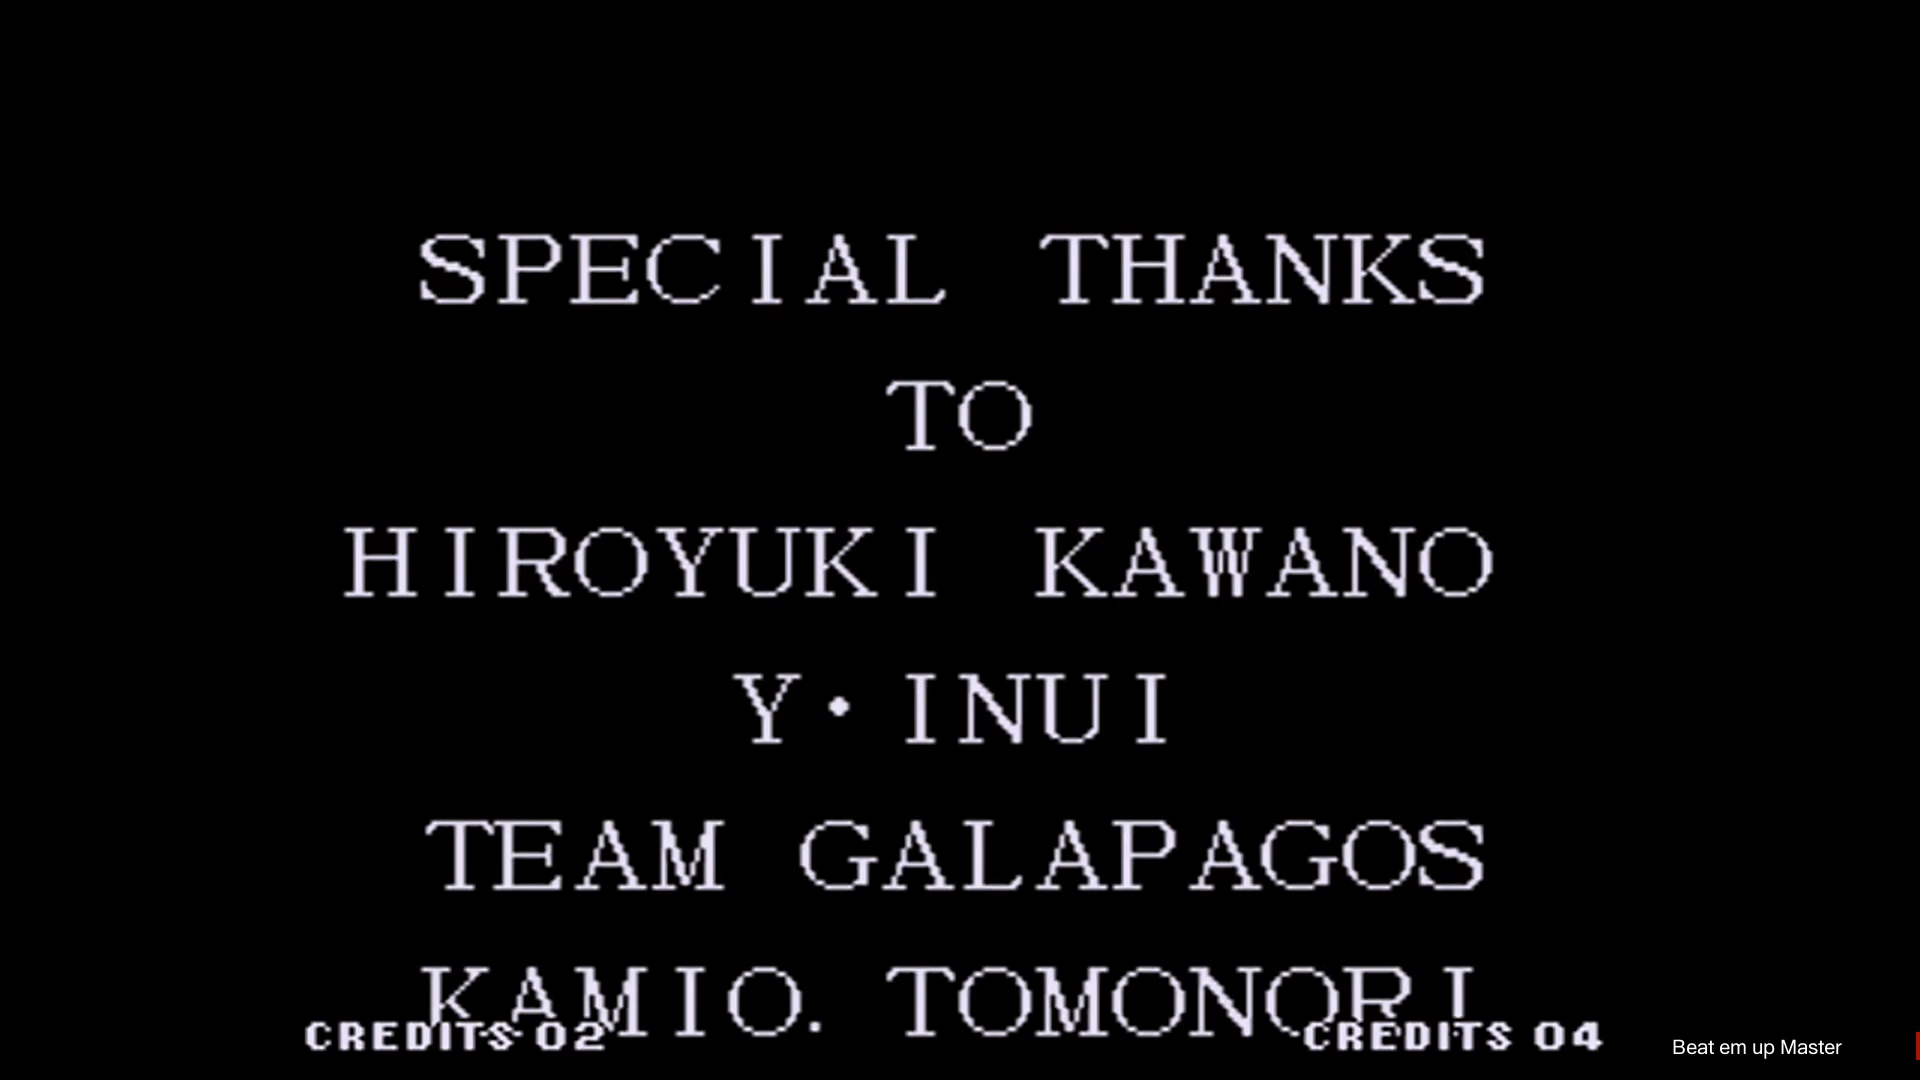 SPECIAL THANKS
TO
HIROYUKI KAWANO
Y・INUI
TEAM GALAPAGOS
KAMIO. TOMONORI
CREDITS 02
CREDITS 04
Beat em up Master